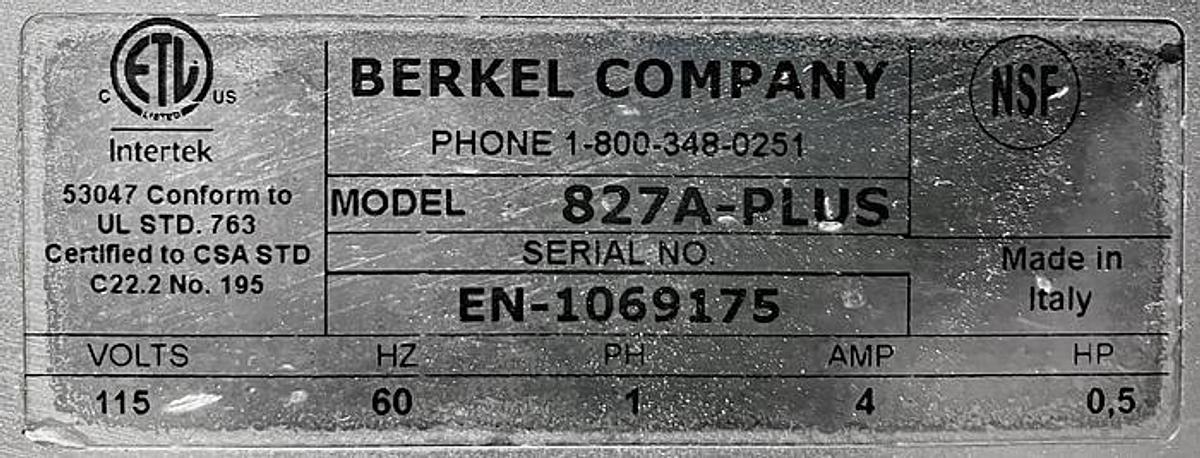 C ETL US
LISTED
Intertek
53047 Conform to
UL STD. 763
Certified to CSA STD
C22.2 No. 195
BERKEL COMPANY
PHONE 1-800-348-0251
MODEL 827A-PLUS
SERIAL NO.
EN-1069175
NSF
Made in
Italy
VOLTS HZ PH AMP HP
115 60 1 4 0,5